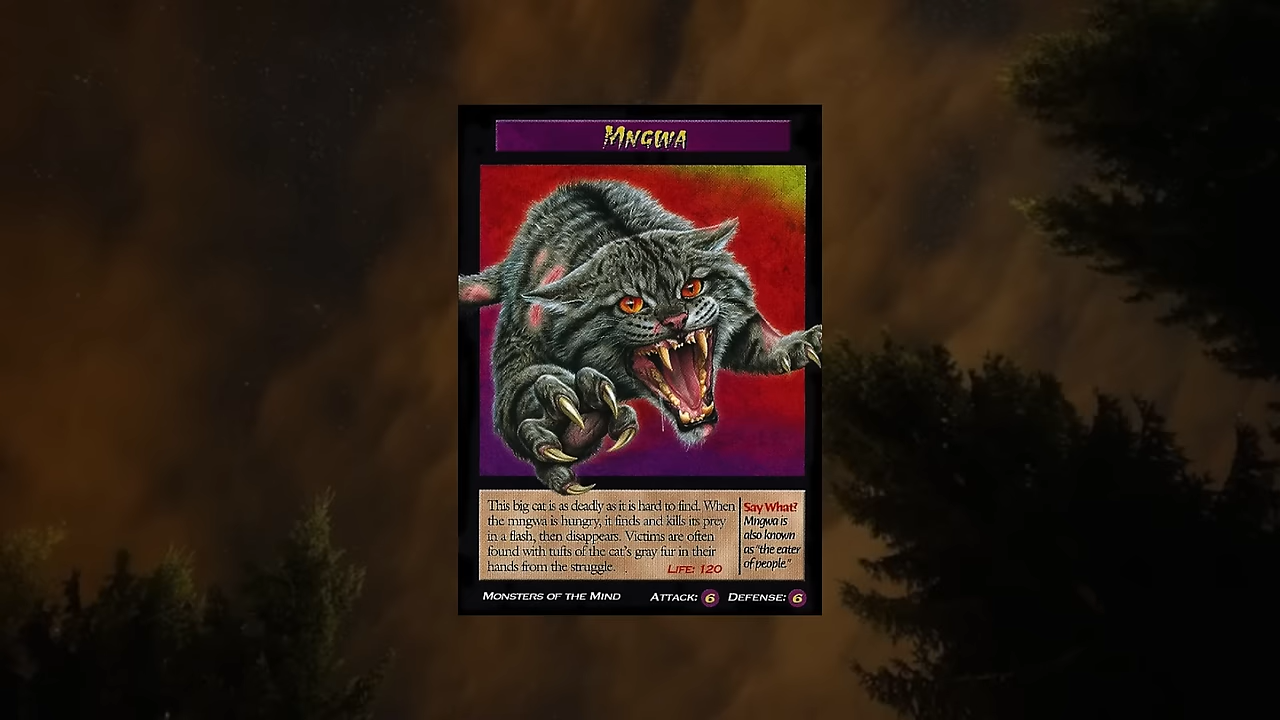 MNGWA
This big cat is as deadly as it is hard to find. When
the mngwa is hungry, it finds and kills its prey
in a flash, then disappears. Victims are often
found with tufts of the cat's gray fur in their
hands from the struggle.
LIFE: 120
Say What?
Mngwa is
also known
as "the eater
of people."
MONSTERS OF THE MIND ATTACK: 6 DEFENSE: 6